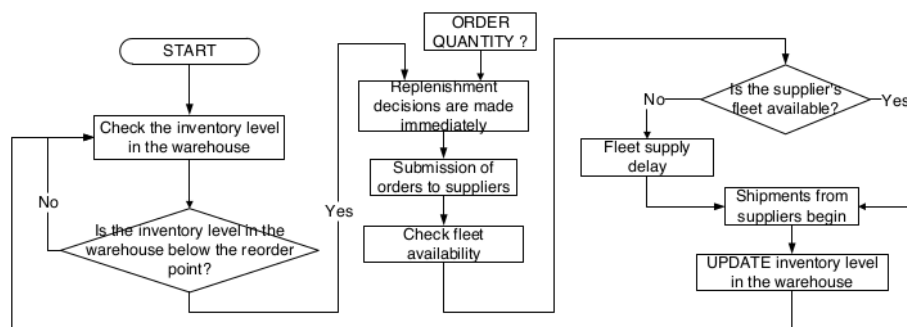 START
Check the inventory level
in the warehouse
No
Is the inventory level in the
warehouse below the reorder
point?
Yes
ORDER
QUANTITY ?
Replenishment
decisions are made
immediately
Submission of
orders to suppliers
Check fleet
availability
Is the supplier's
fleet available?
No
Yes
Fleet supply
delay
Shipments from
suppliers begin
UPDATE inventory level
in the warehouse